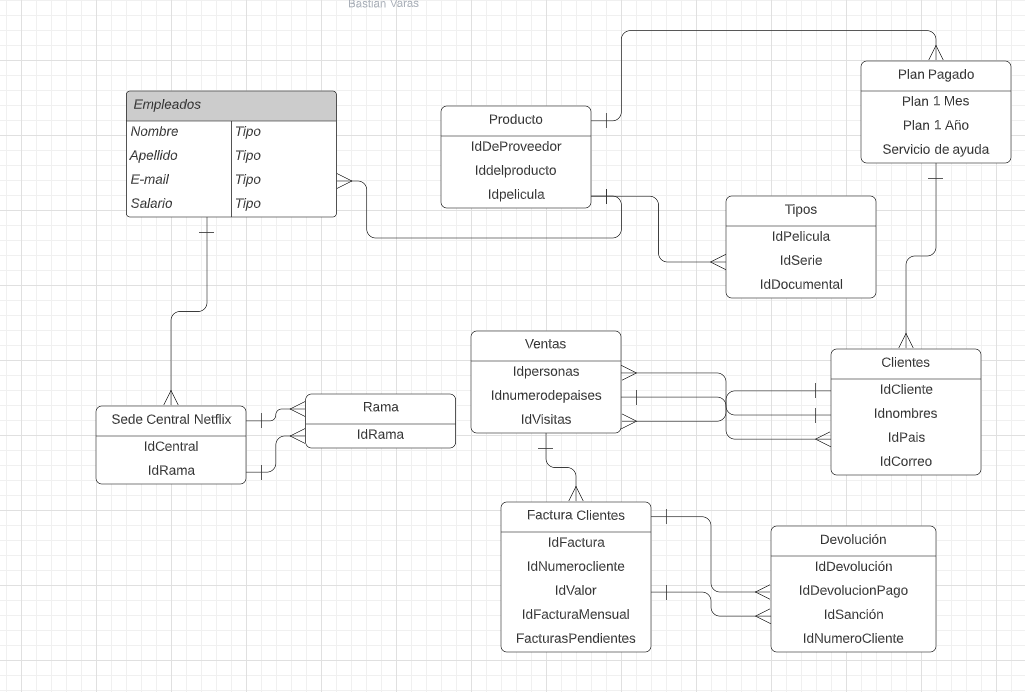 Bastian Varas
Empleados
Nombre Tipo
Apellido Tipo
E-mail Tipo
Salario Tipo
Producto
IdDeProveedor
Iddelproducto
Idpelicula
Plan Pagado
Plan 1 Mes
Plan 1 Año
Servicio de ayuda
Tipos
IdPelicula
IdSerie
IdDocumental
Ventas
Idpersonas
Idnumerodepaises
IdVisitas
Clientes
IdCliente
Idnombres
IdPais
IdCorreo
Sede Central Netflix
IdCentral
IdRama
Rama
IdRama
Factura Clientes
IdFactura
IdNumerocliente
IdValor
IdFacturaMensual
FacturasPendientes
Devolución
IdDevolución
IdDevolucionPago
IdSanción
IdNumeroCliente